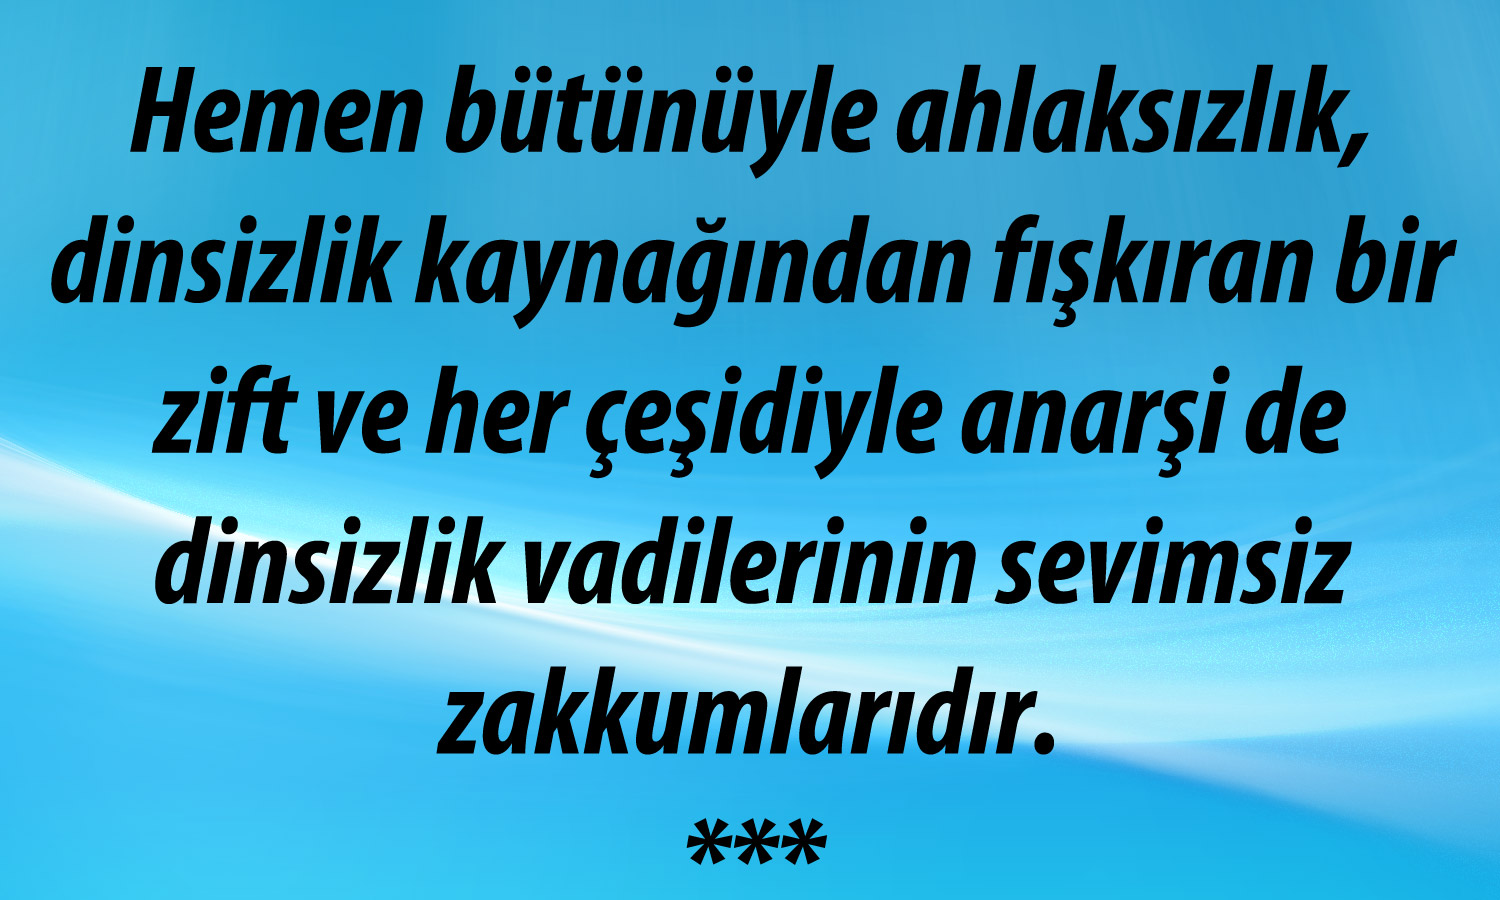 Hemen bütünüyle ahlaksızlık,
dinsizlik kaynağından fışkıran bir
zift ve her çeşidiyle anarşi de
dinsizlik vadilerinin sevimsiz
zakkumlarıdır.
***